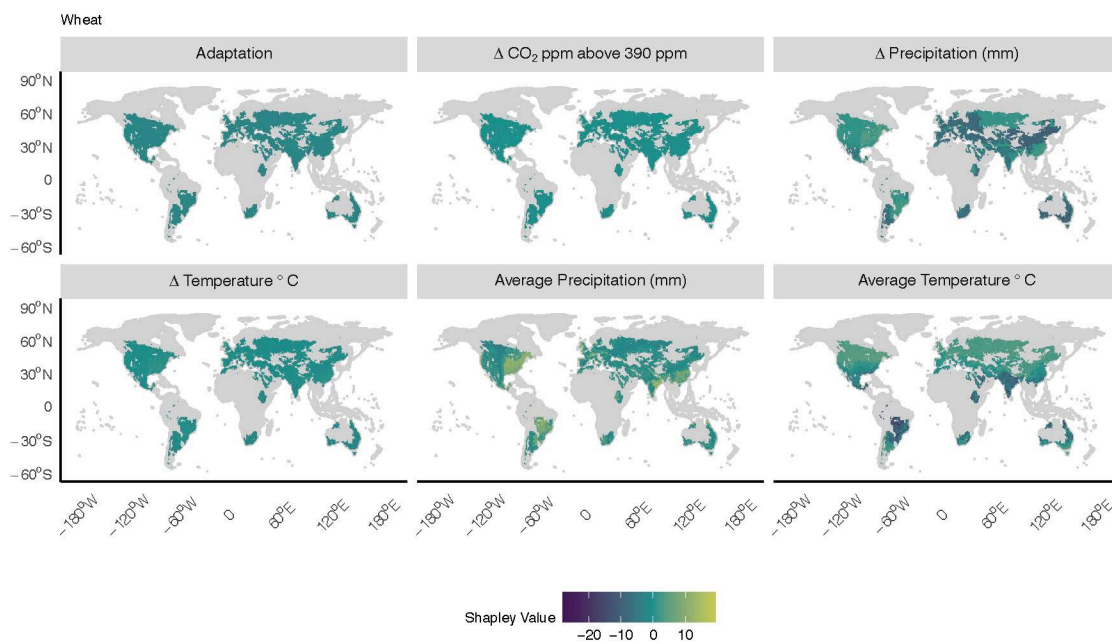 Wheat
Adaptation
Δ CO₂ ppm above 390 ppm
Δ Precipitation (mm)
90°N
60°N
30°N
0
−30°S
−60°S
Δ Temperature ° C
Average Precipitation (mm)
Average Temperature ° C
90°N
60°N
30°N
0
−30°S
−60°S
−180°W
−120°W
−60°W
0
60°E
120°E
180°E
−180°W
−120°W
−60°W
0
60°E
120°E
180°E
−180°W
−120°W
−60°W
0
60°E
120°E
180°E
Shapley Value
−20 −10 0 10